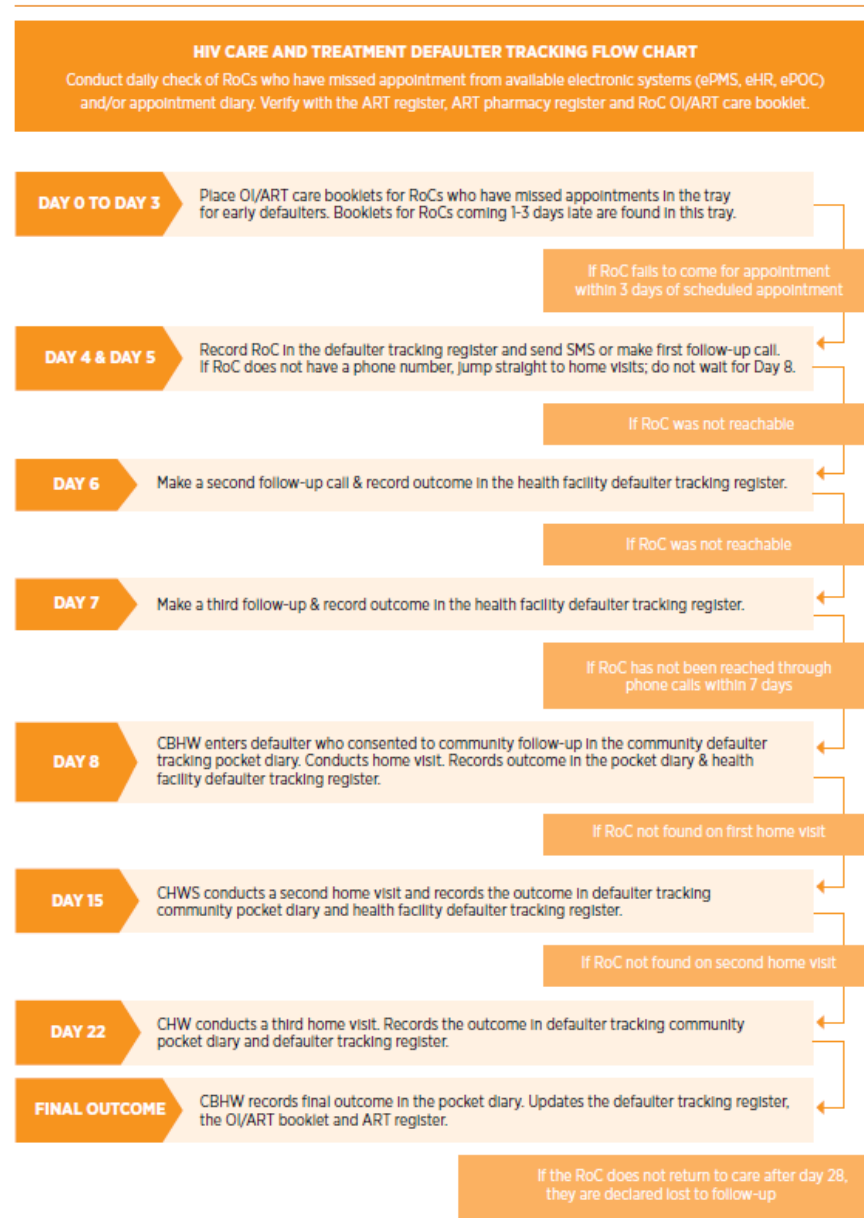 HIV CARE AND TREATMENT DEFAULTER TRACKING FLOW CHART
Conduct daily check of RoCs who have missed appointment from available electronic systems (ePMS, eHR, ePOC)
and/or appointment diary. Verify with the ART register, ART pharmacy register and RoC OI/ART care booklet.
DAY 0 TO DAY 3
Place OI/ART care booklets for RoCs who have missed appointments in the tray
for early defaulters. Booklets for RoCs coming 1-3 days late are found in this tray.
If RoC fails to come for appointment
within 3 days of scheduled appointment
DAY 4 & DAY 5
Record RoC in the defaulter tracking register and send SMS or make first follow-up call.
If RoC does not have a phone number, jump straight to home visits; do not wait for Day 8.
If RoC was not reachable
DAY 6
Make a second follow-up call & record outcome in the health facility defaulter tracking register.
If RoC was not reachable
DAY 7
Make a third follow-up & record outcome in the health facility defaulter tracking register.
If RoC has not been reached through
phone calls within 7 days
DAY 8
CBHW enters defaulter who consented to community follow-up in the community defaulter
tracking pocket diary. Conducts home visit. Records outcome in the pocket diary & health
facility defaulter tracking register.
If RoC not found on first home visit
DAY 15
CHWS conducts a second home visit and records the outcome in defaulter tracking
community pocket diary and health facility defaulter tracking register.
If RoC not found on second home visit
DAY 22
CHW conducts a third home visit. Records the outcome in defaulter tracking community
pocket diary and defaulter tracking register.
FINAL OUTCOME
CBHW records final outcome in the pocket diary. Updates the defaulter tracking register,
the OI/ART booklet and ART register.
If the RoC does not return to care after day 28,
they are declared lost to follow-up